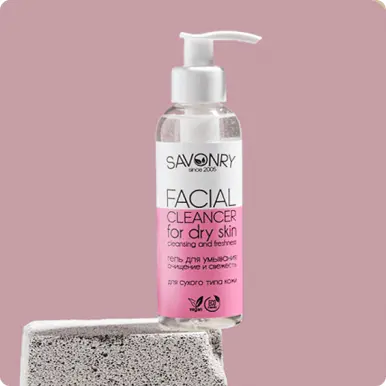 SAVONRY
since 2005
FACIAL
CLEANCER
for dry skin
cleansing and freshness
гель для умывания
очищение и свежесть
для сухого типа кожи
vegan